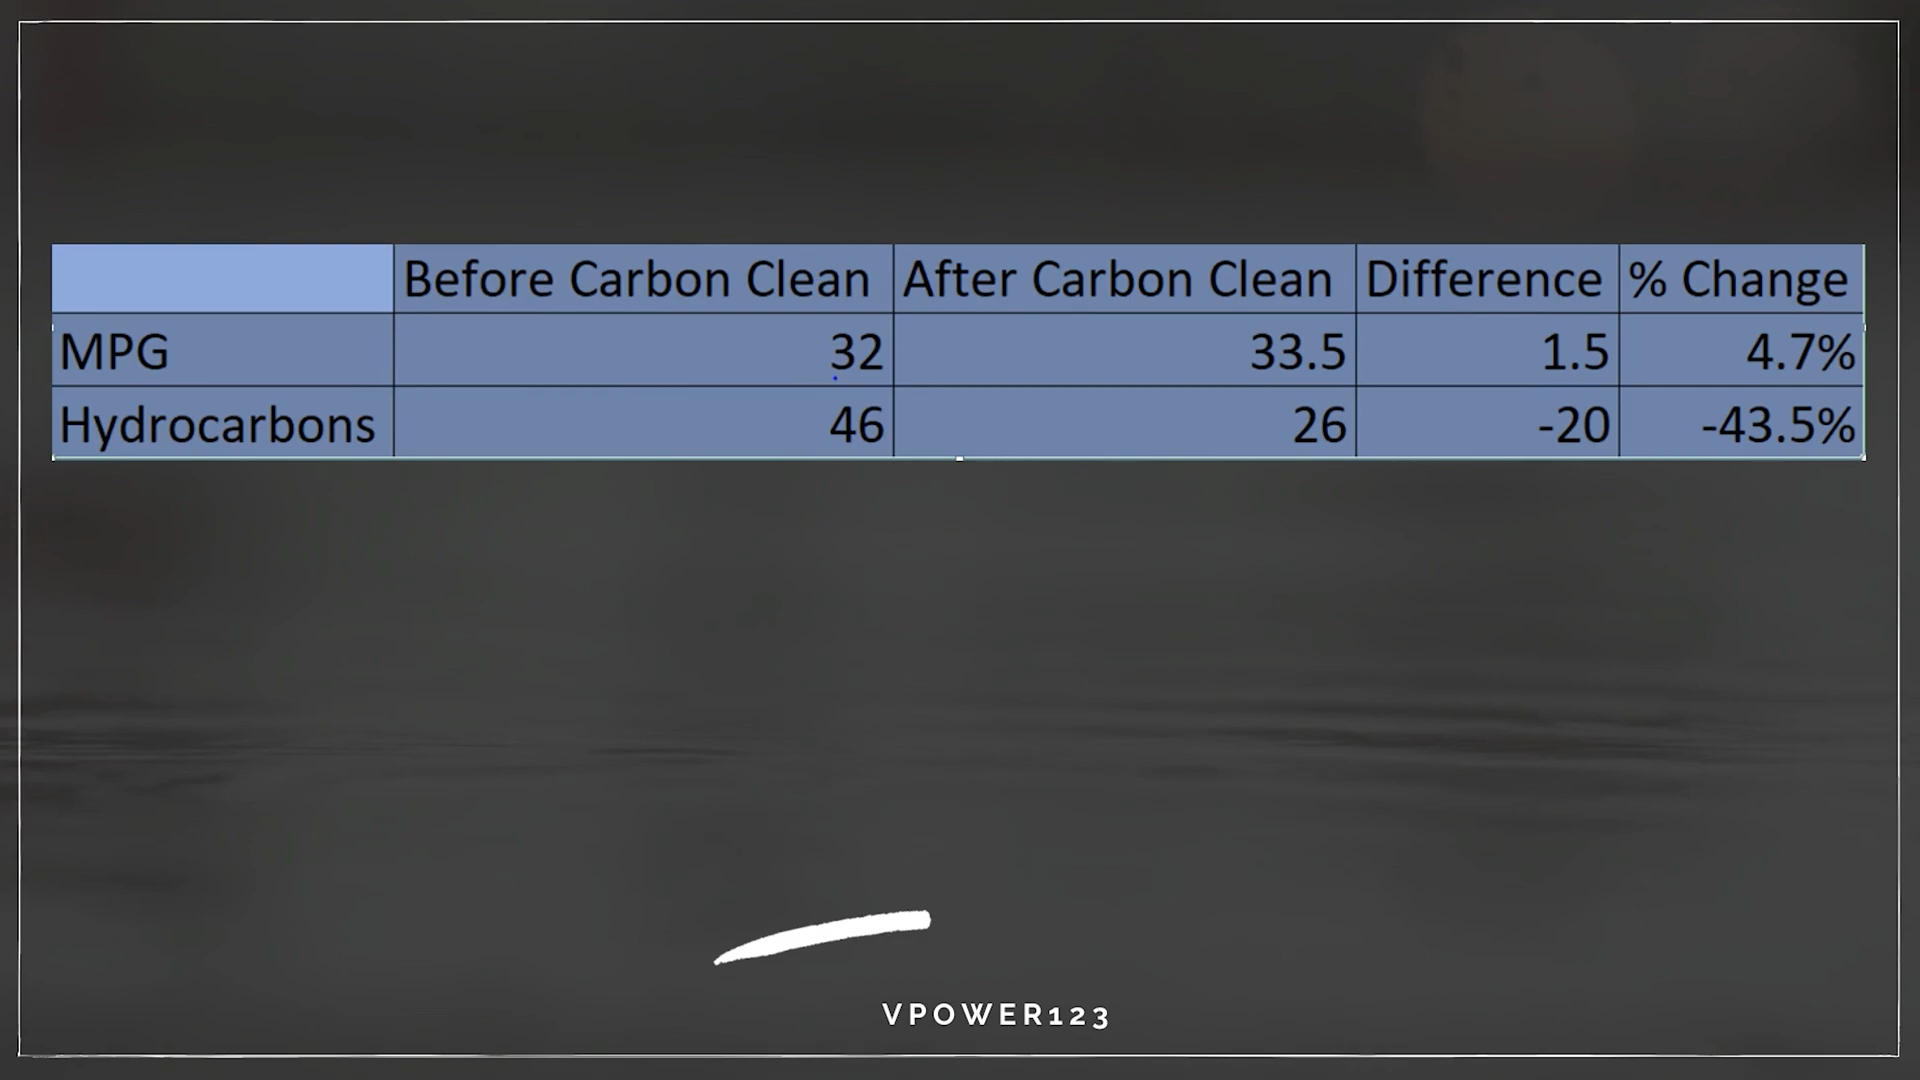 Before Carbon Clean After Carbon Clean Difference % Change
MPG 32 33.5 1.5 4.7%
Hydrocarbons 46 26 -20 -43.5%
VPOWER123